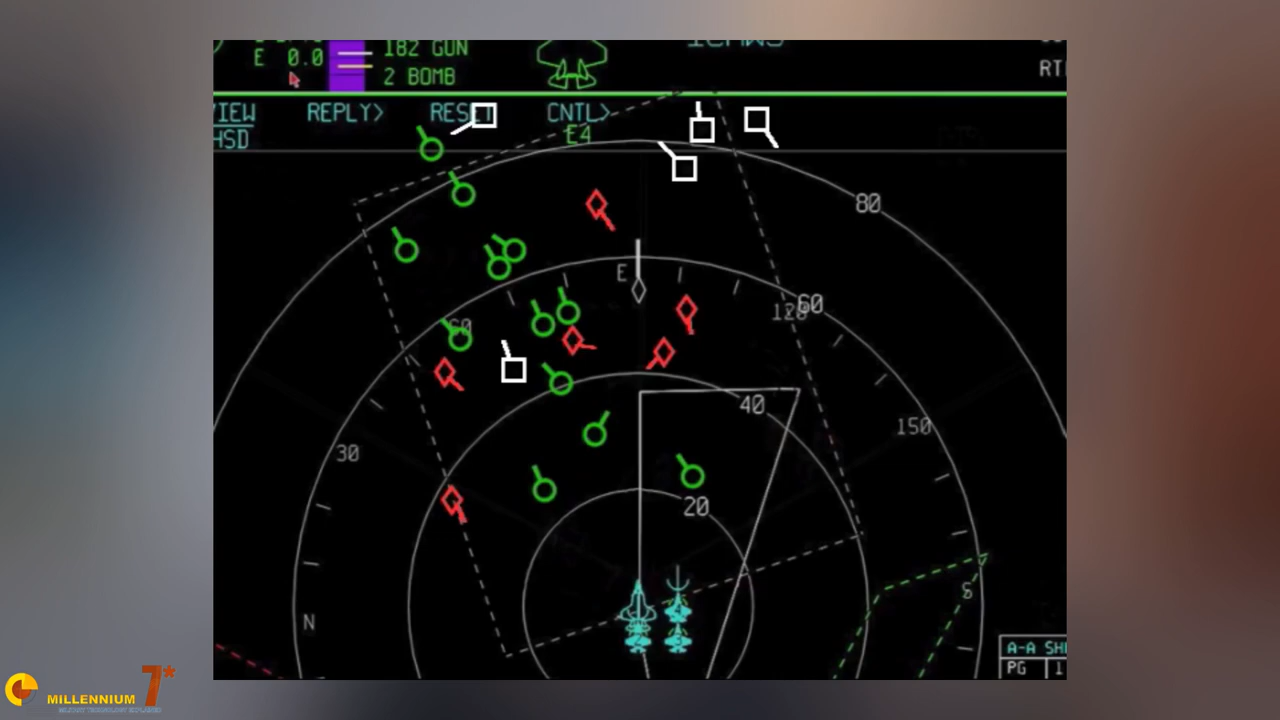 E 0.0
182 GUN
2 BOMB
RT
VIEW
REPLY>
CNTL>
HSD
E4
80
E
60
120
60
40
30
150
20
S
N
A-A SH
PG 1
MILLENNIUM 7*